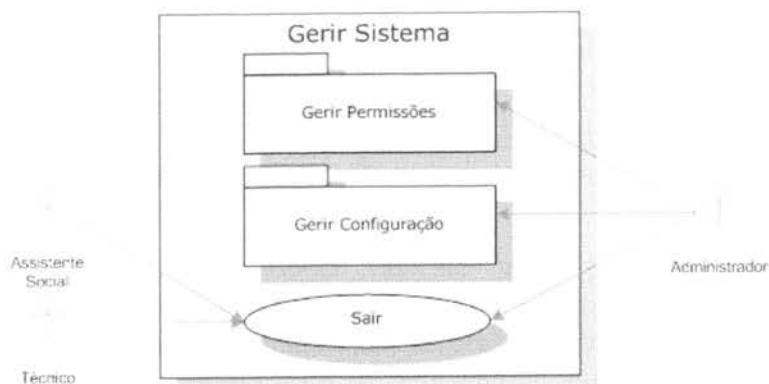 Gerir Sistema
Gerir Permissões
Gerir Configuração
Assistente
Social
Administrador
Sair
Técnico